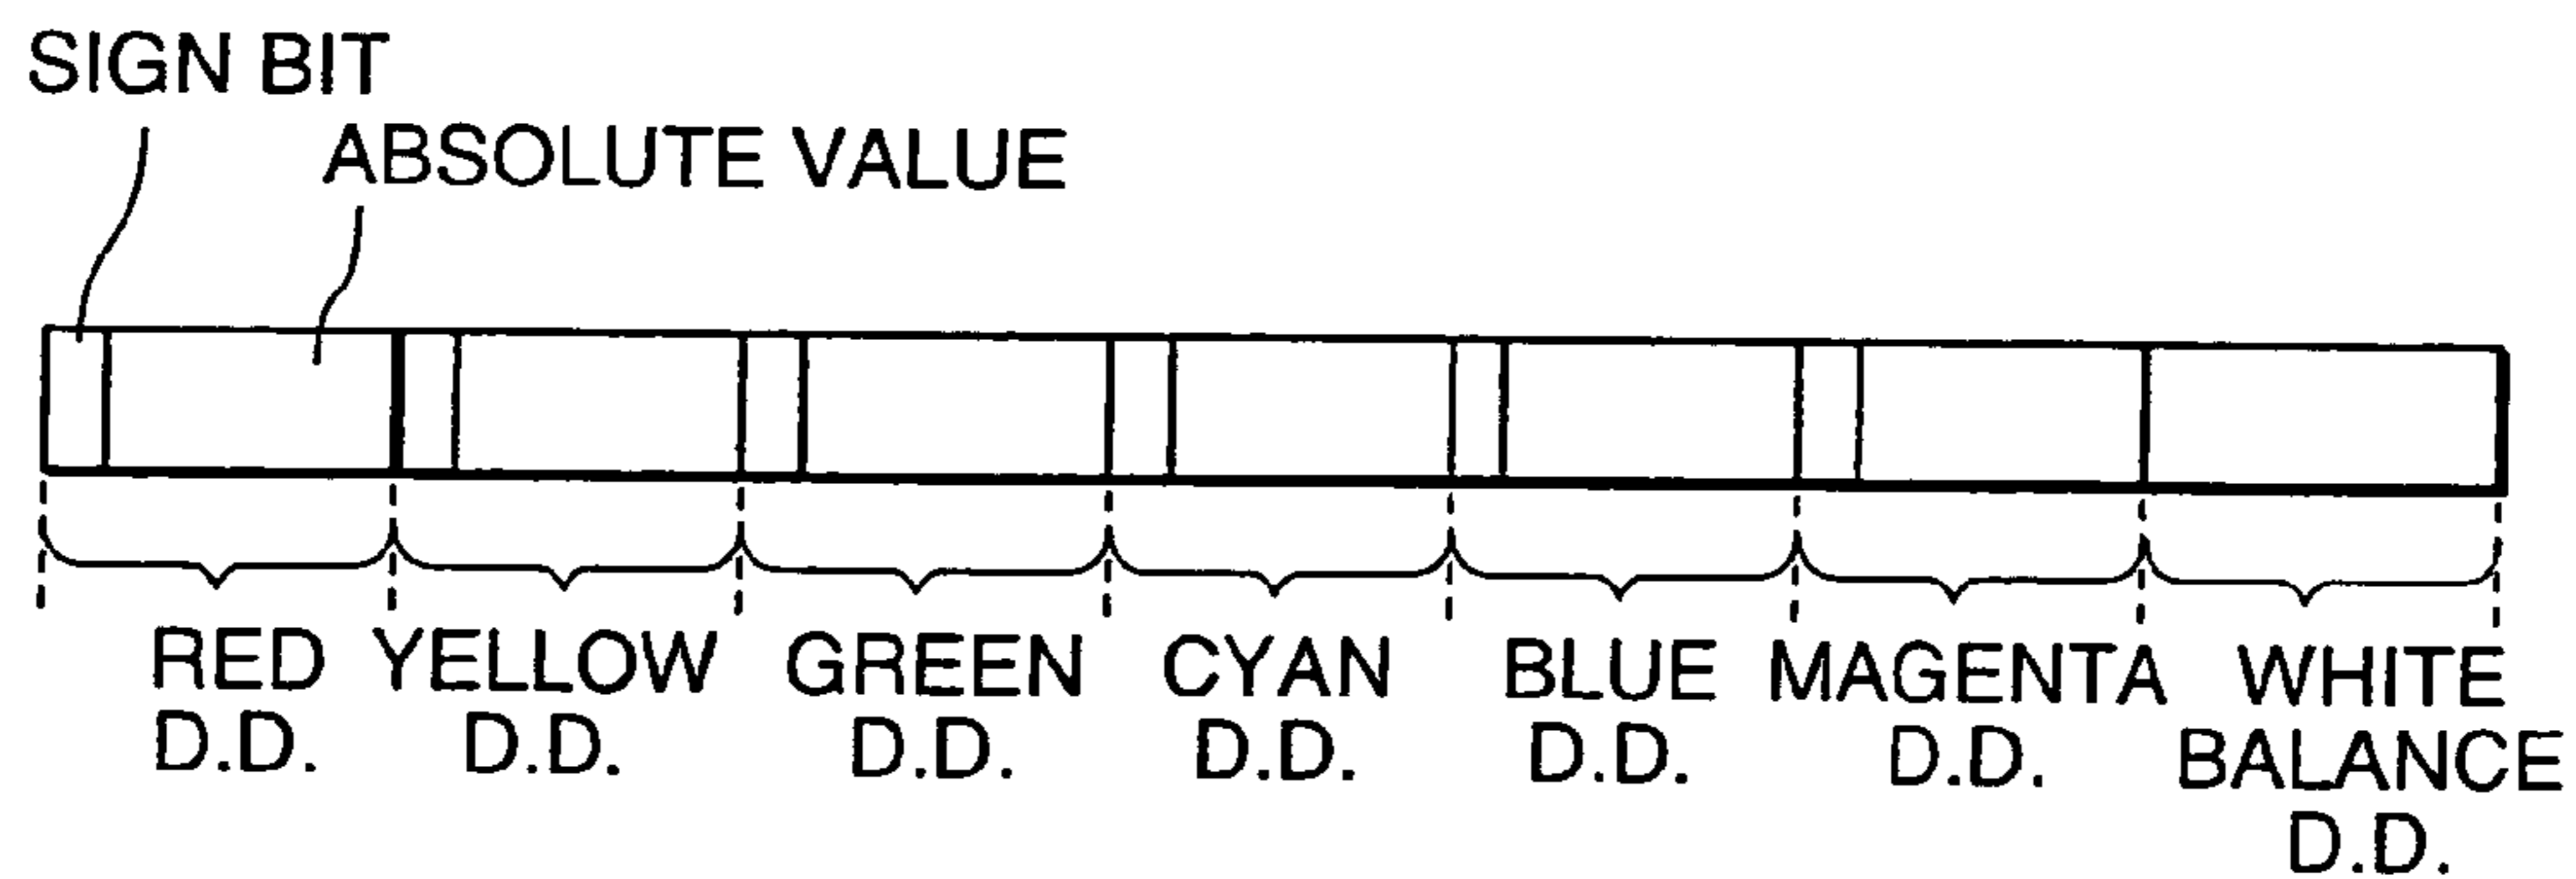 SIGN BIT
ABSOLUTE VALUE
RED YELLOW GREEN CYAN BLUE MAGENTA WHITE
D.D. D.D. D.D. D.D. D.D. D.D. BALANCE
D.D.